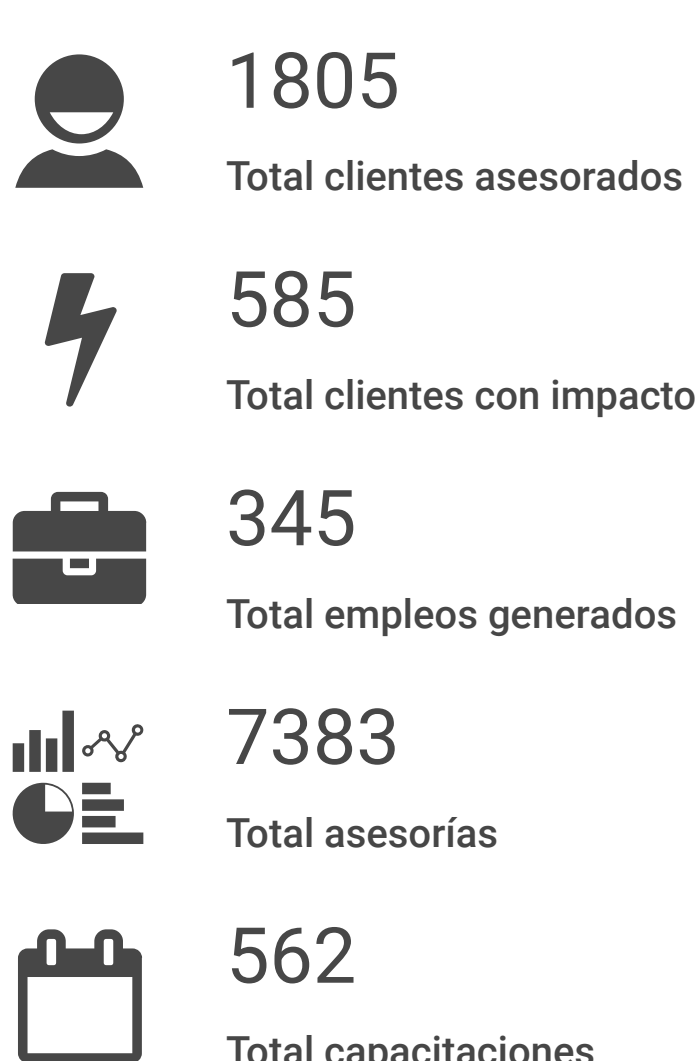 1805
Total clientes asesorados
585
Total clientes con impacto
345
Total empleos generados
7383
Total asesorías
562
Total capacitaciones